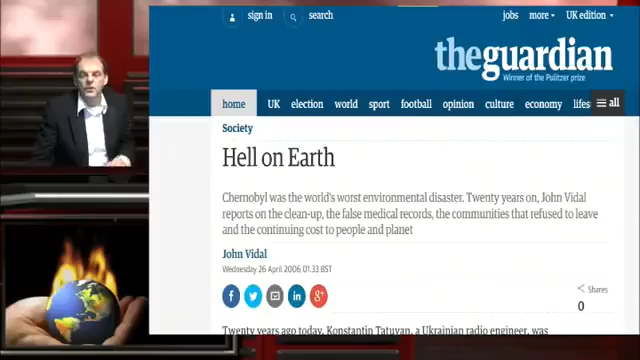 sign in
search
jobs
more
UK edition
theguardian
Winner of the Pulitzer prize
home UK election world sport football opinion culture economy lifes all
Society
Hell on Earth
Chernobyl was the world's worst environmental disaster. Twenty years on, John Vidal
reports on the clean-up, the false medical records, the communities that refused to leave
and the continuing cost to people and planet
John Vidal
Wednesday 26 April 2006 01.33 BST
Shares
0
Twenty years ago today, Konstantin Tatuyan, a Ukrainian radio engineer, was